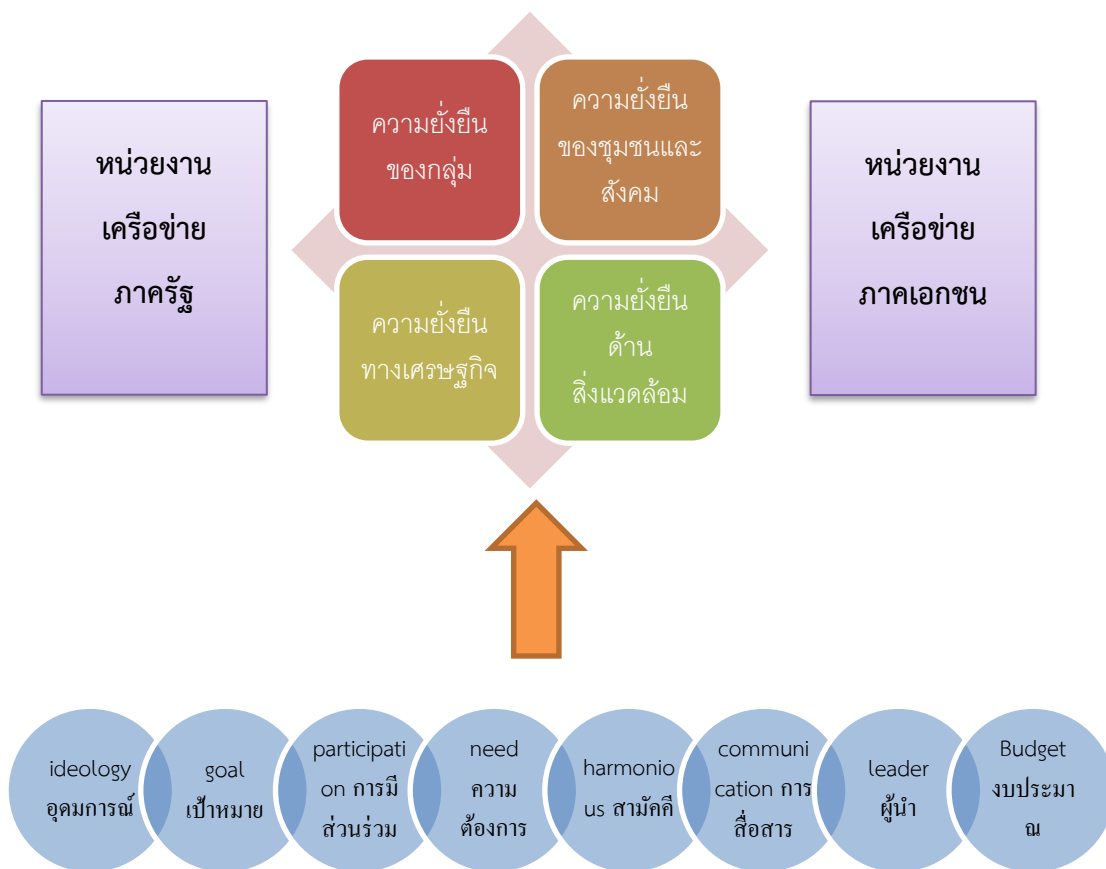 หน่วยงาน
เครือข่าย
ภาครัฐ
ความยั่งยืน
ของกลุ่ม
ความยั่งยืน
ของชุมชนและ
สังคม
ความยั่งยืน
ทางเศรษฐกิจ
ความยั่งยืน
ด้าน
สิ่งแวดล้อม
หน่วยงาน
เครือข่าย
ภาคเอกชน
ideology
อุดมการณ์
goal
เป้าหมาย
participati
on การมี
ส่วนร่วม
need
ความ
ต้องการ
harmonio
us สามัคคี
communi
cation การ
สื่อสาร
leader
ผู้นำ
Budget
งบประมา
ณ